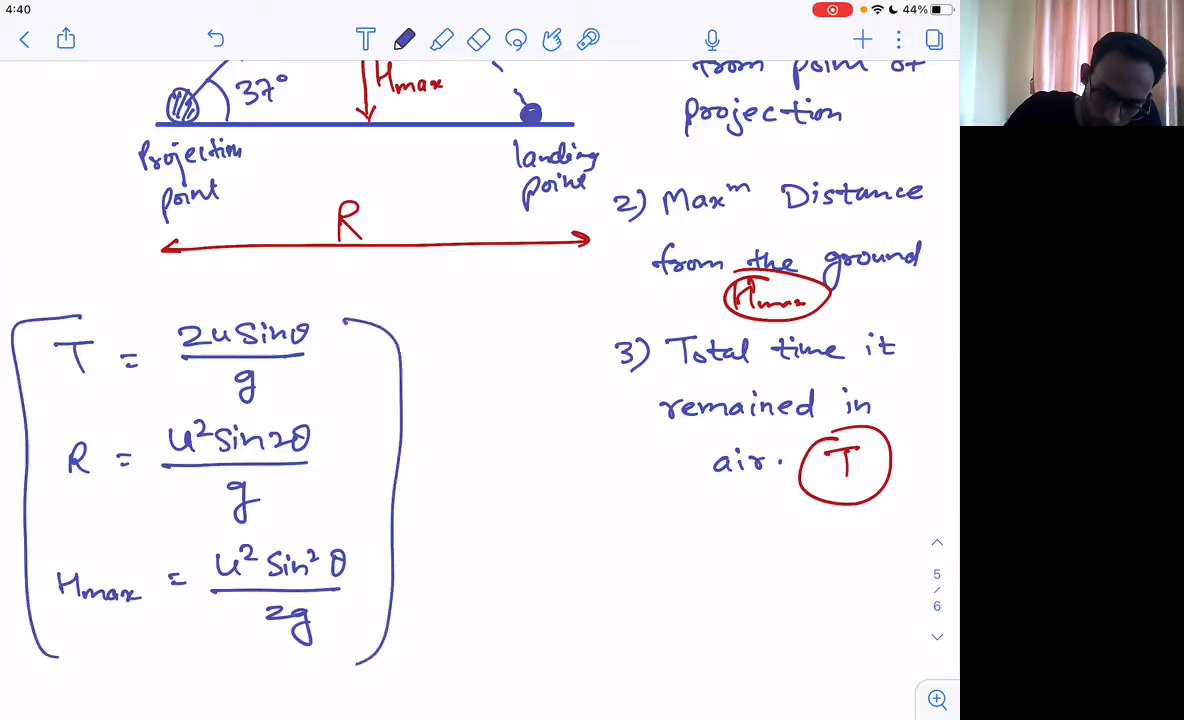 4:40
44%
T
Hmax
37°
from point of
projection
Projection
point
landing
point
R
2) Maxᵐ Distance
from the ground
Hmax
3) Total time it
remained in
air. T
T = 2u Sinθ / g
R = u² Sin2θ / g
Hmax = u² Sin² θ / 2g
5
/
6